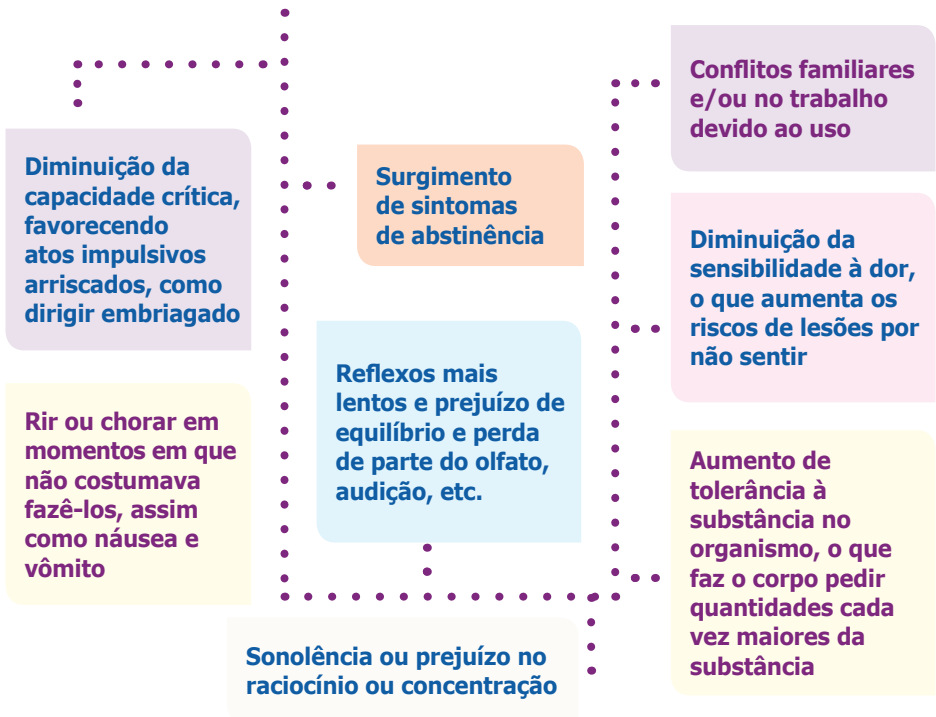 Diminuição da
capacidade crítica,
favorecendo
atos impulsivos
arriscados, como
dirigir embriagado
Rir ou chorar em
momentos em que
não costumava
fazê-los, assim
como náusea e
vômito
Surgimento
de sintomas
de abstinência
Reflexos mais
lentos e prejuízo de
equilíbrio e perda
de parte do olfato,
audição, etc.
Sonolência ou prejuízo no
raciocínio ou concentração
Conflitos familiares
e/ou no trabalho
devido ao uso
Diminuição da
sensibilidade à dor,
o que aumenta os
riscos de lesões por
não sentir
Aumento de
tolerância à
substância no
organismo, o que
faz o corpo pedir
quantidades cada
vez maiores da
substância